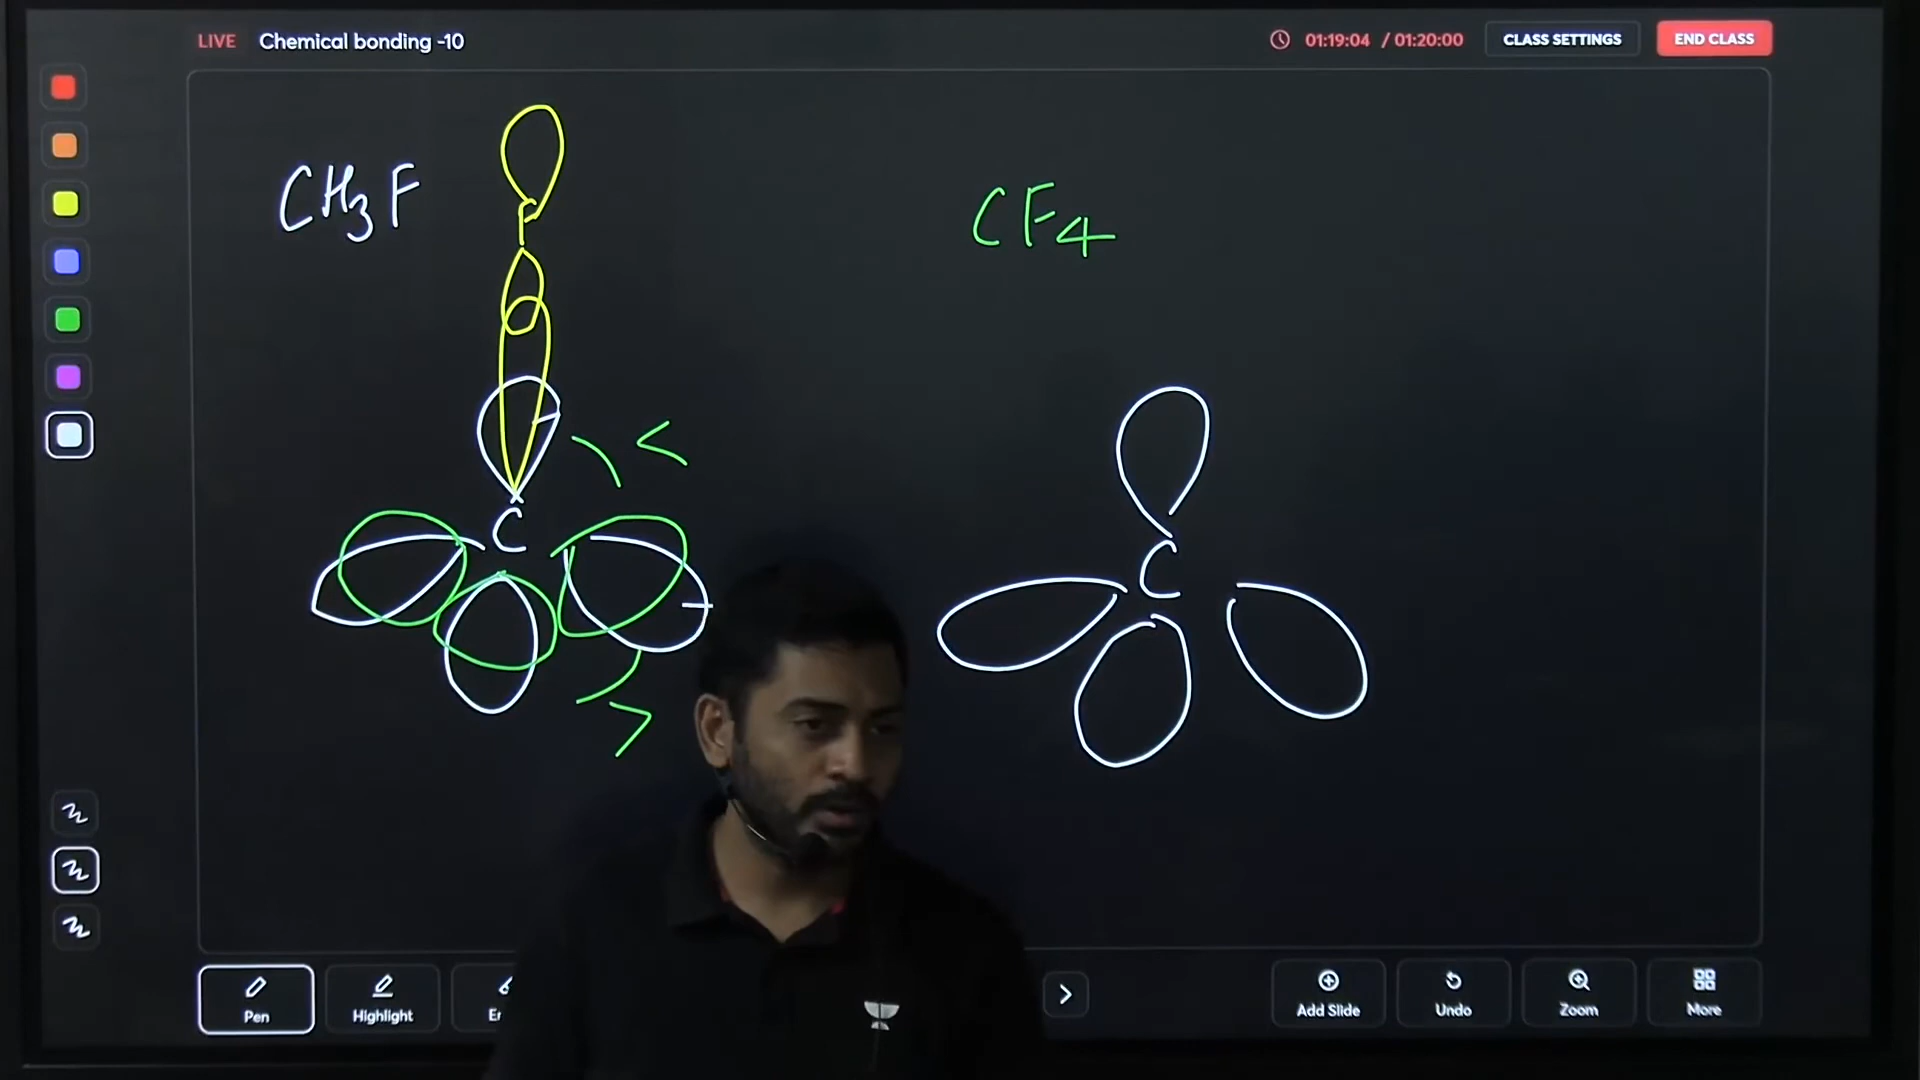 LIVE Chemical bonding -10
01:19:04 / 01:20:00
CLASS SETTINGS
END CLASS
CH3F
F
CF4
<
C
C
>
Pen
Highlight
Er
Add Slide
Undo
Zoom
More